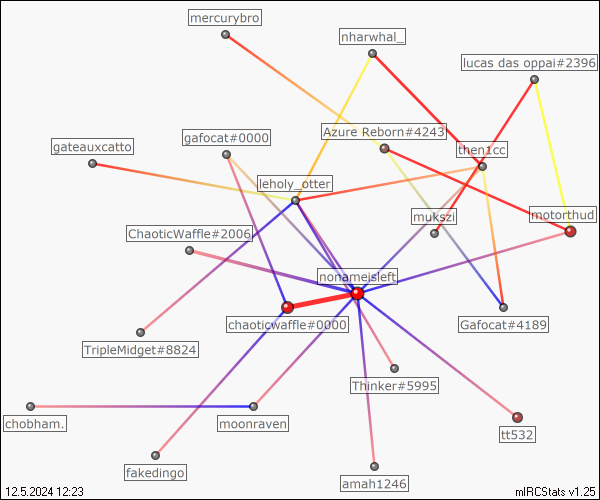 mercurybro
nharwhal_
lucas das oppai#2396
gafocat#0000
Azure Reborn#4243
gateauxcatto
then1cc
leholy_otter
mukszi
motorthud
ChaoticWaffle#2006
nonameisleft
chaoticwaffle#0000
Gafocat#4189
TripleMidget#8824
Thinker#5995
chobham.
moonraven
tt532
fakedingo
amah1246
12.5.2024 12:23
mIRCStats v1.25